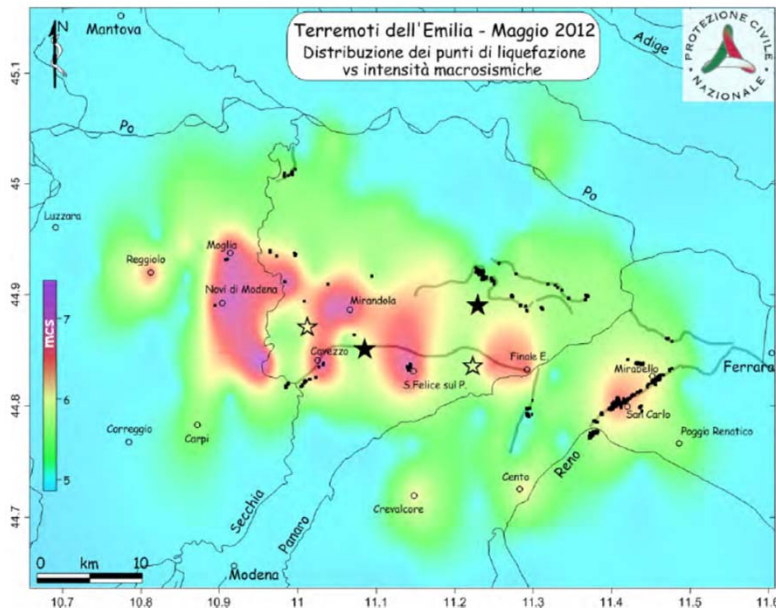 Terremoti dell'Emilia - Maggio 2012
Distribuzione dei punti di liquefazione
vs intensità macrosismiche
PROTEZIONE CIVILE
NAZIONALE
N
Mantova
Adige
45.1
Po
45
Po
Luzzara
Moglia
Reggiolo
44.9
Novi di Modena
Mirandola
mcs
7
6
5
Cavezzo
Finale E.
S.Felice sul P.
Mirabello
Ferrara
44.8
San Carlo
Correggio
Carpi
Poggio Renatico
Reno
Cento
Crevalcore
44.7
Secchia
Panaro
0 km 10
Modena
10.7 10.8 10.9 11 11.1 11.2 11.3 11.4 11.5 11.6